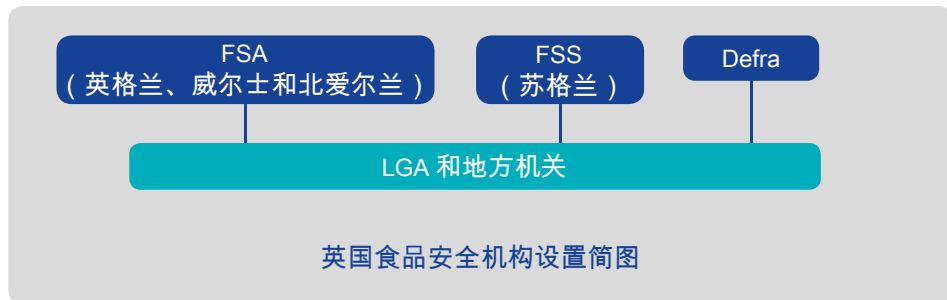 FSA
（英格兰、威尔士和北爱尔兰）
FSS
（苏格兰）
Defra
LGA 和地方机关
英国食品安全机构设置简图